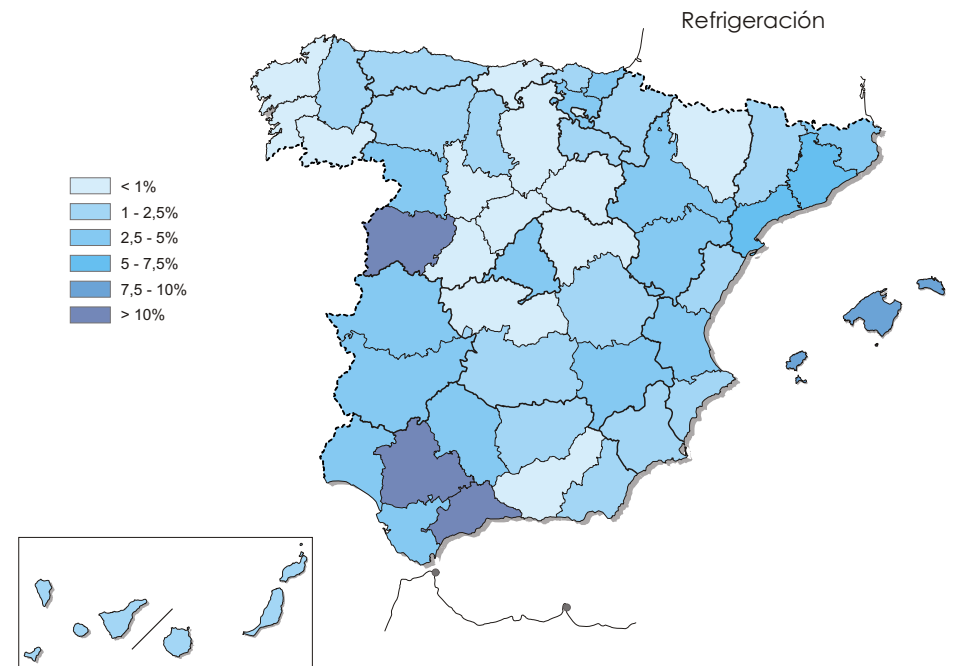 Refrigeración
< 1%
1 - 2,5%
2,5 - 5%
5 - 7,5%
7,5 - 10%
> 10%